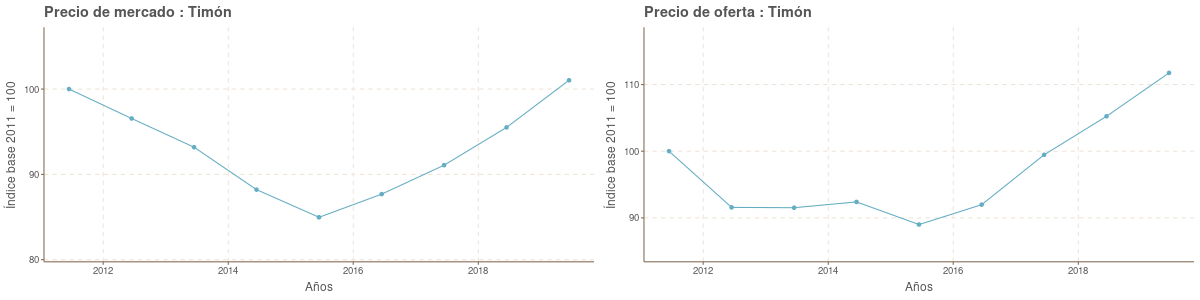 Precio de mercado : Timón
Índice base 2011 = 100
100
90
80
2012 2014 2016 2018
Años
Precio de oferta : Timón
Índice base 2011 = 100
110
100
90
2012 2014 2016 2018
Años